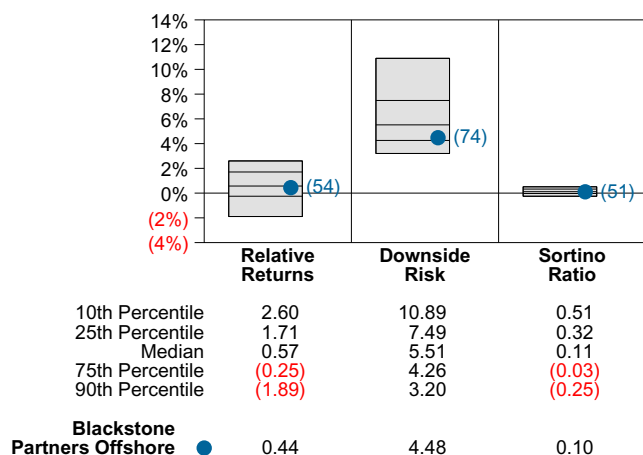 14%
12%
10%
8%
6%
4%
2%
0%
(2%)
(4%)
(54)
(74)
(51)
Relative Returns
Downside Risk
Sortino Ratio
10th Percentile 2.60 10.89 0.51
25th Percentile 1.71 7.49 0.32
Median 0.57 5.51 0.11
75th Percentile (0.25) 4.26 (0.03)
90th Percentile (1.89) 3.20 (0.25)
Blackstone
Partners Offshore 0.44 4.48 0.10